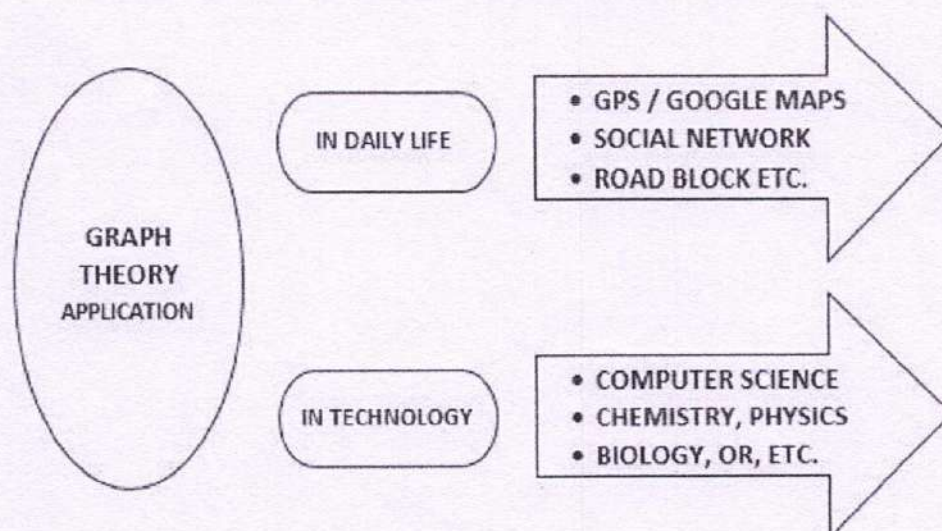 GRAPH
THEORY
APPLICATION
IN DAILY LIFE
• GPS / GOOGLE MAPS
• SOCIAL NETWORK
• ROAD BLOCK ETC.
IN TECHNOLOGY
• COMPUTER SCIENCE
• CHEMISTRY, PHYSICS
• BIOLOGY, OR, ETC.